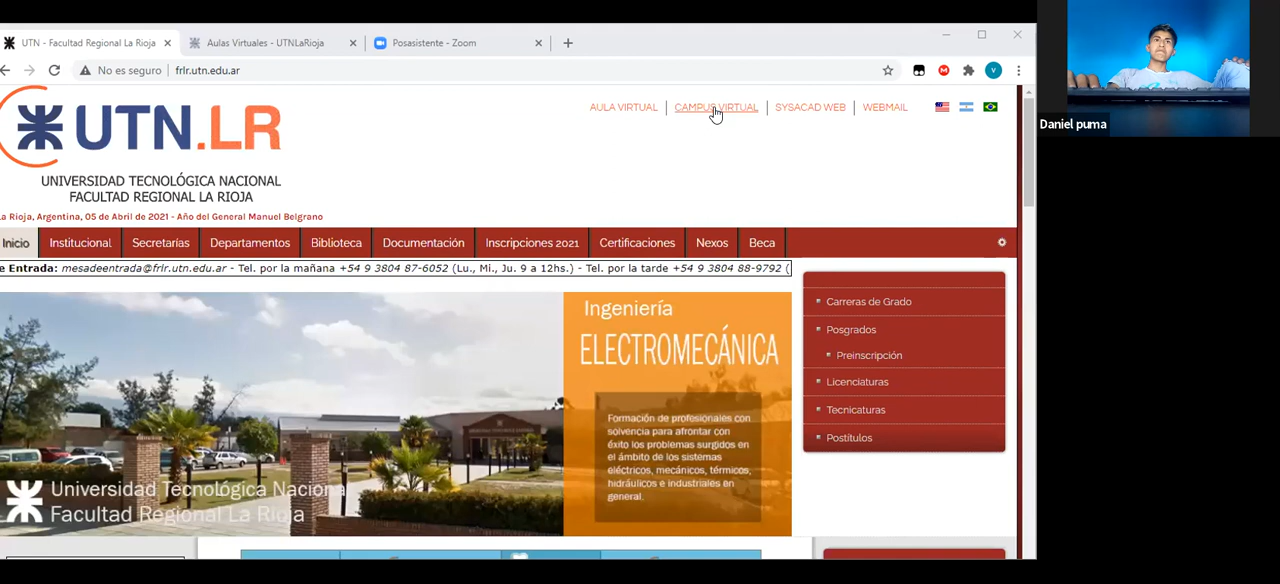 UTN - Facultad Regional La Rioja
Aulas Virtuales - UTNLaRioja
Posasistente - Zoom
No es seguro | frlr.utn.edu.ar
V
M
UTN.LR
UNIVERSIDAD TECNOLÓGICA NACIONAL
FACULTAD REGIONAL LA RIOJA
La Rioja, Argentina, 05 de Abril de 2021 - Año del General Manuel Belgrano
AULA VIRTUAL | CAMPUS VIRTUAL | SYSACAD WEB | WEBMAIL
Daniel puma
Inicio Institucional Secretarías Departamentos Biblioteca Documentación Inscripciones 2021 Certificaciones Nexos Beca
e Entrada: mesadeentrada@frlr.utn.edu.ar - Tel. por la mañana +54 9 3804 87-6052 (Lu., Mi., Ju. 9 a 12hs.) - Tel. por la tarde +54 9 3804 88-9792 (
Ingeniería
ELECTROMECÁNICA
Formación de profesionales con
solvencia para afrontar con
éxito los problemas surgidos en
el ámbito de los sistemas
eléctricos, mecánicos, térmicos,
hidráulicos e industriales en
general.
Universidad Tecnológica Naciona
Facultad Regional La Rioja
Carreras de Grado
Posgrados
Preinscripción
Licenciaturas
Tecnicaturas
Postítulos